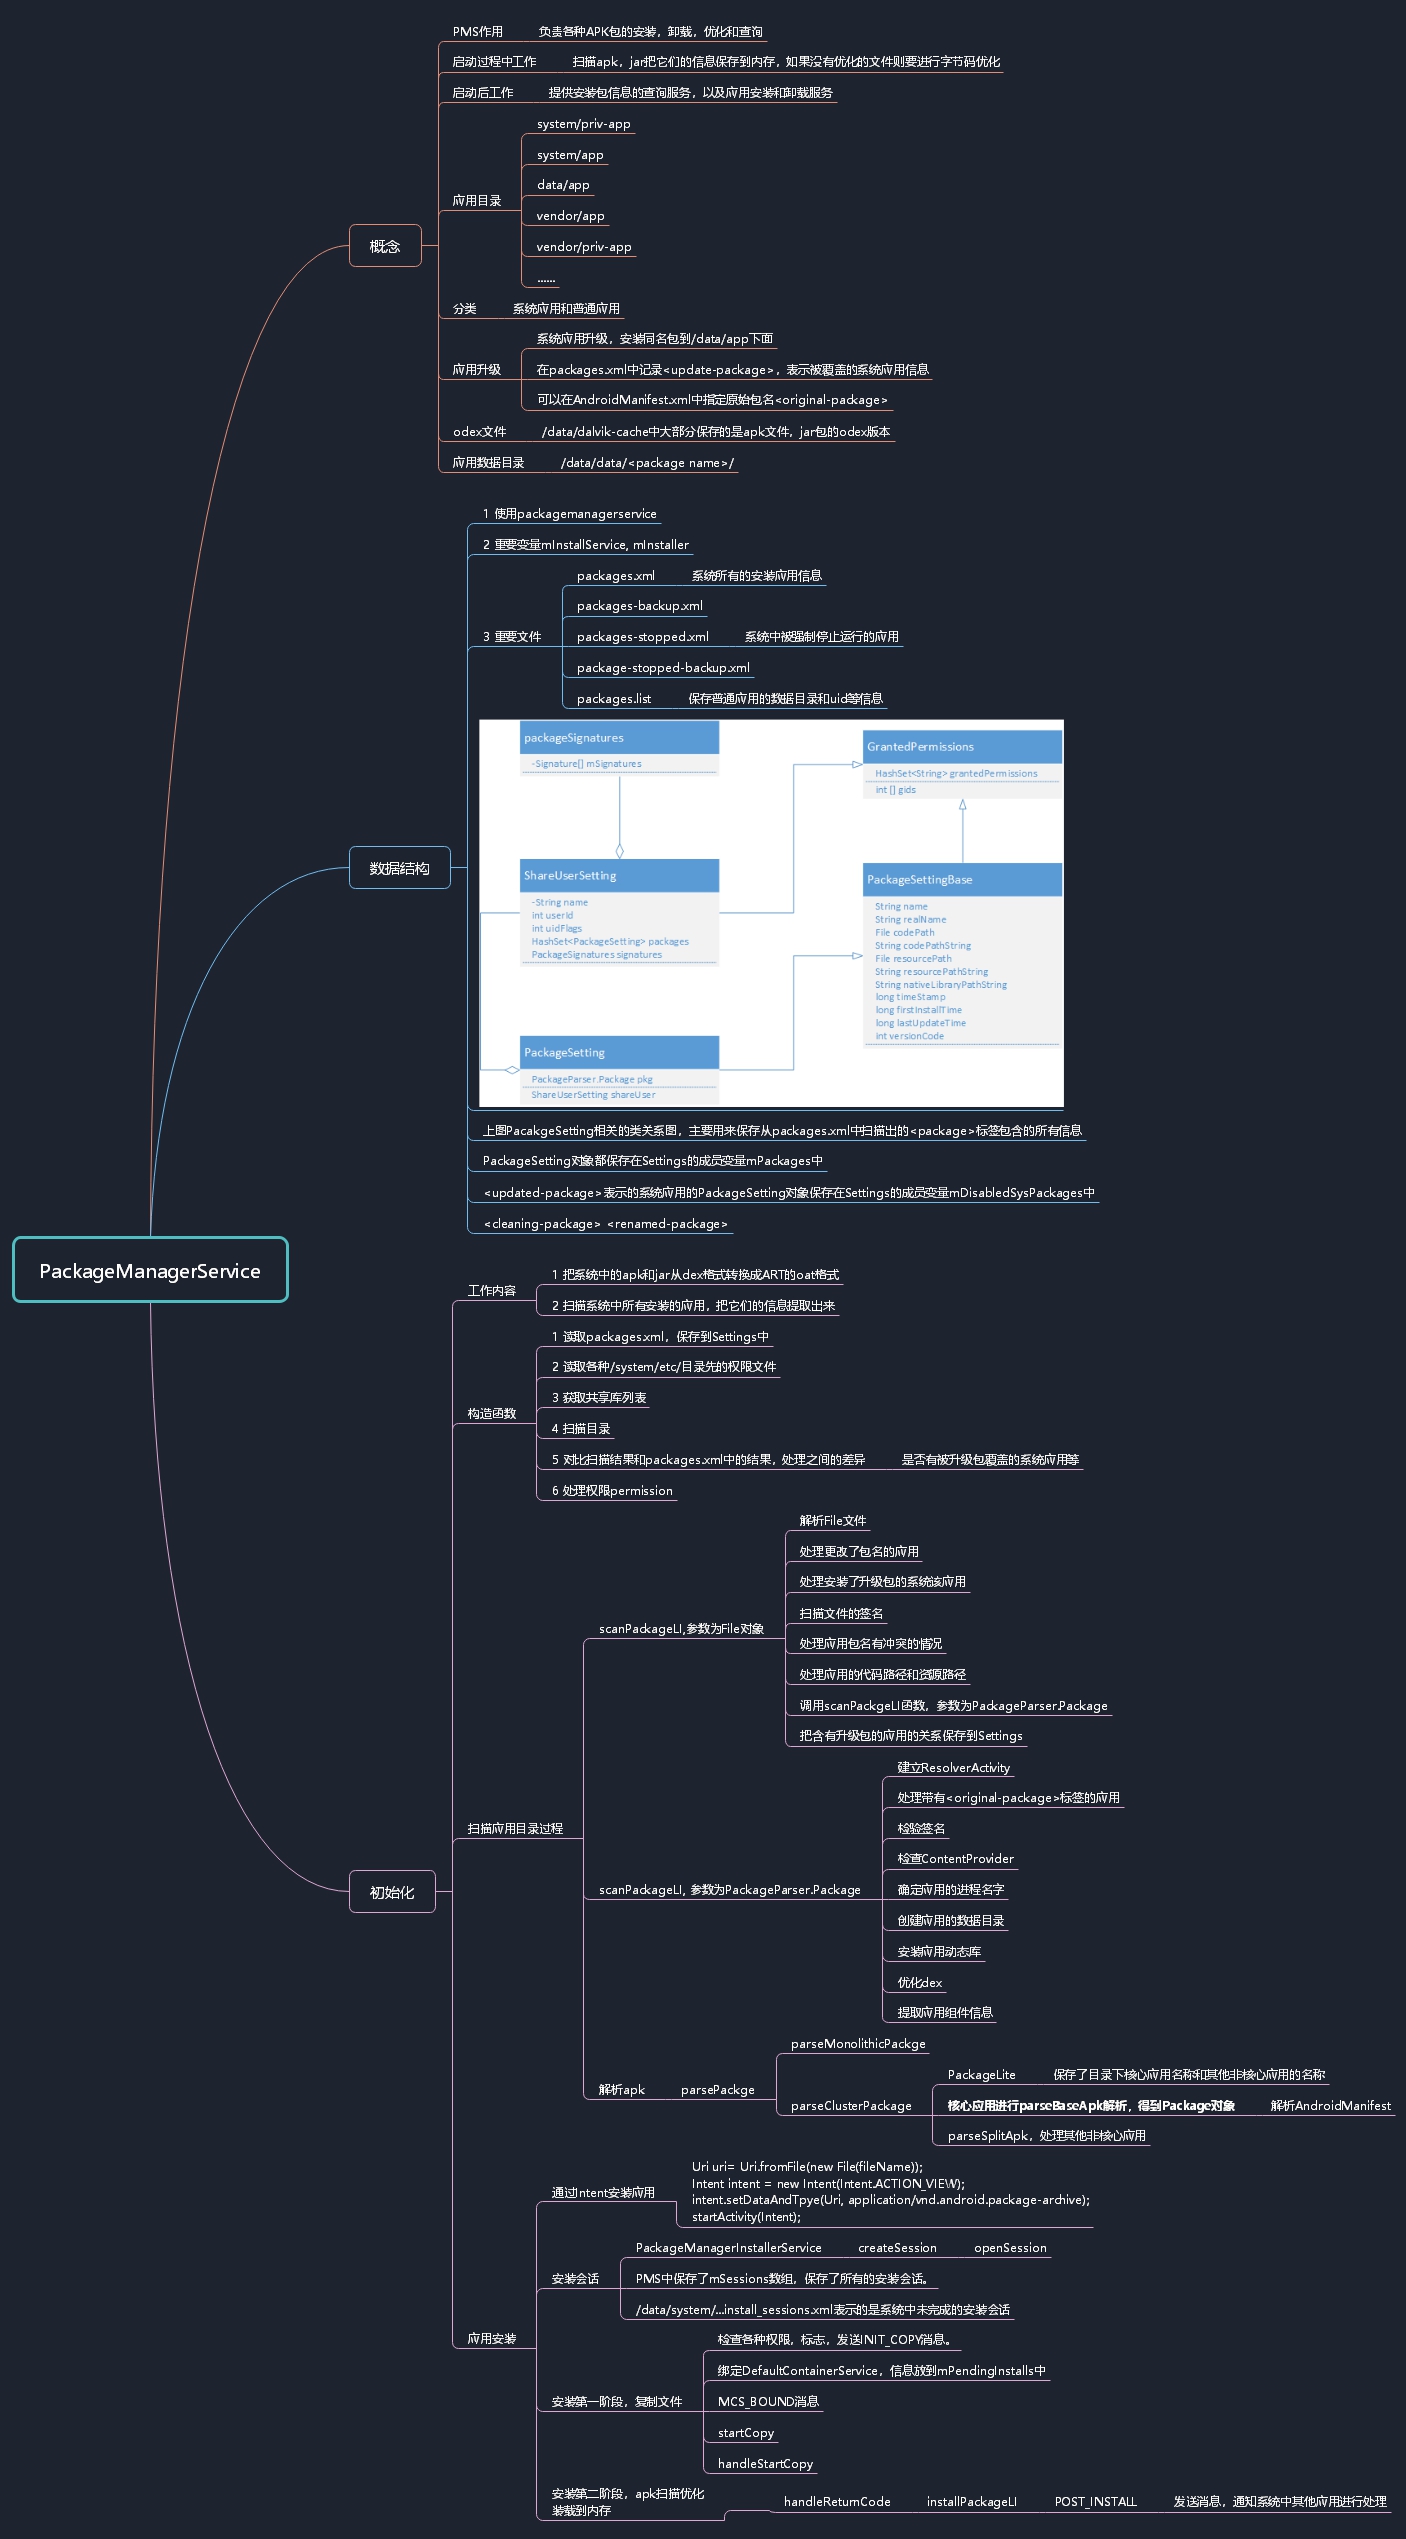 PackageManagerService
概念
PMS作用
负责各种APK包的安装，卸载，优化和查询
启动过程中工作
扫描apk，jar把它们的信息保存到内存，如果没有优化的文件则要进行字节码优化
启动后工作
提供安装包信息的查询服务，以及应用安装和卸载服务
应用目录
system/priv-app
system/app
data/app
vendor/app
vendor/priv-app
......
分类
系统应用和普通应用
应用升级
系统应用升级，安装同名包到/data/app下面
在packages.xml中记录<update-package>，表示被覆盖的系统应用信息
可以在AndroidManifest.xml中指定原始包名<original-package>
odex文件
/data/dalvik-cache中大部分保存的是apk文件，jar包的odex版本
应用数据目录
/data/data/<package name>/
数据结构
1 使用packagemanagerservice
2 重要变量mInstallService, mInstaller
3 重要文件
packages.xml
系统所有的安装应用信息
packages-backup.xml
packages-stopped.xml
系统中被强制停止运行的应用
package-stopped-backup.xml
packages.list
保存普通应用的数据目录和uid等信息
packageSignatures
-Signature[] mSignatures
GrantedPermissions
HashSet<String> grantedPermissions
int [] gids
ShareUserSetting
-String name
int userId
int uidFlags
HashSet<PackageSetting> packages
PackageSignatures signatures
PackageSettingBase
String name
String realName
File codePath
String codePathString
File resourcePath
String resourcePathString
String nativeLibraryPathString
long timeStamp
long firstInstallTime
long lastUpdateTime
int versionCode
PackageSetting
PackageParser.Package pkg
ShareUserSetting shareUser
上图PacakgeSetting相关的类关系图，主要用来保存从packages.xml中扫描出的<package>标签包含的所有信息
PackageSetting对象都保存在Settings的成员变量mPackages中
<updated-package>表示的系统应用的PackageSetting对象保存在Settings的成员变量mDisabledSysPackages中
<cleaning-package> <renamed-package>
初始化
工作内容
1 把系统中的apk和jar从dex格式转换成ART的oat格式
2 扫描系统中所有安装的应用，把它们的信息提取出来
构造函数
1 读取packages.xml，保存到Settings中
2 读取各种/system/etc/目录先的权限文件
3 获取共享库列表
4 扫描目录
5 对比扫描结果和packages.xml中的结果，处理之间的差异
是否有被升级包覆盖的系统应用等
6 处理权限permission
扫描应用目录过程
scanPackageLI,参数为File对象
解析File文件
处理更改了包名的应用
处理安装了升级包的系统该应用
扫描文件的签名
处理应用包名有冲突的情况
处理应用的代码路径和资源路径
调用scanPackgeLI函数，参数为PackageParser.Package
把含有升级包的应用的关系保存到Settings
scanPackageLI, 参数为PackageParser.Package
建立ResolverActivity
处理带有<original-package>标签的应用
检验签名
检查ContentProvider
确定应用的进程名字
创建应用的数据目录
安装应用动态库
优化dex
提取应用组件信息
解析apk
parsePackge
parseMonolithicPackge
parseClusterPackage
PackageLite
保存了目录下核心应用名称和其他非核心应用的名称
核心应用进行parseBaseApk解析，得到Package对象
解析AndroidManifest
parseSplitApk，处理其他非核心应用
应用安装
通过Intent安装应用
Uri uri= Uri.fromFile(new File(fileName));
Intent intent = new Intent(Intent.ACTION_VIEW);
intent.setDataAndTpye(Uri, application/vnd.android.package-archive);
startActivity(Intent);
安装会话
PackageManagerInstallerService
createSession
openSession
PMS中保存了mSessions数组，保存了所有的安装会话。
/data/system/...install_sessions.xml表示的是系统中未完成的安装会话
安装第一阶段，复制文件
检查各种权限，标志，发送INIT_COPY消息。
绑定DefaultContainerService，信息放到mPendingInstalls中
MCS_BOUND消息
startCopy
handleStartCopy
安装第二阶段，apk扫描优化
装载到内存
handleReturnCode
installPackageLI
POST_INSTALL
发送消息，通知系统中其他应用进行处理